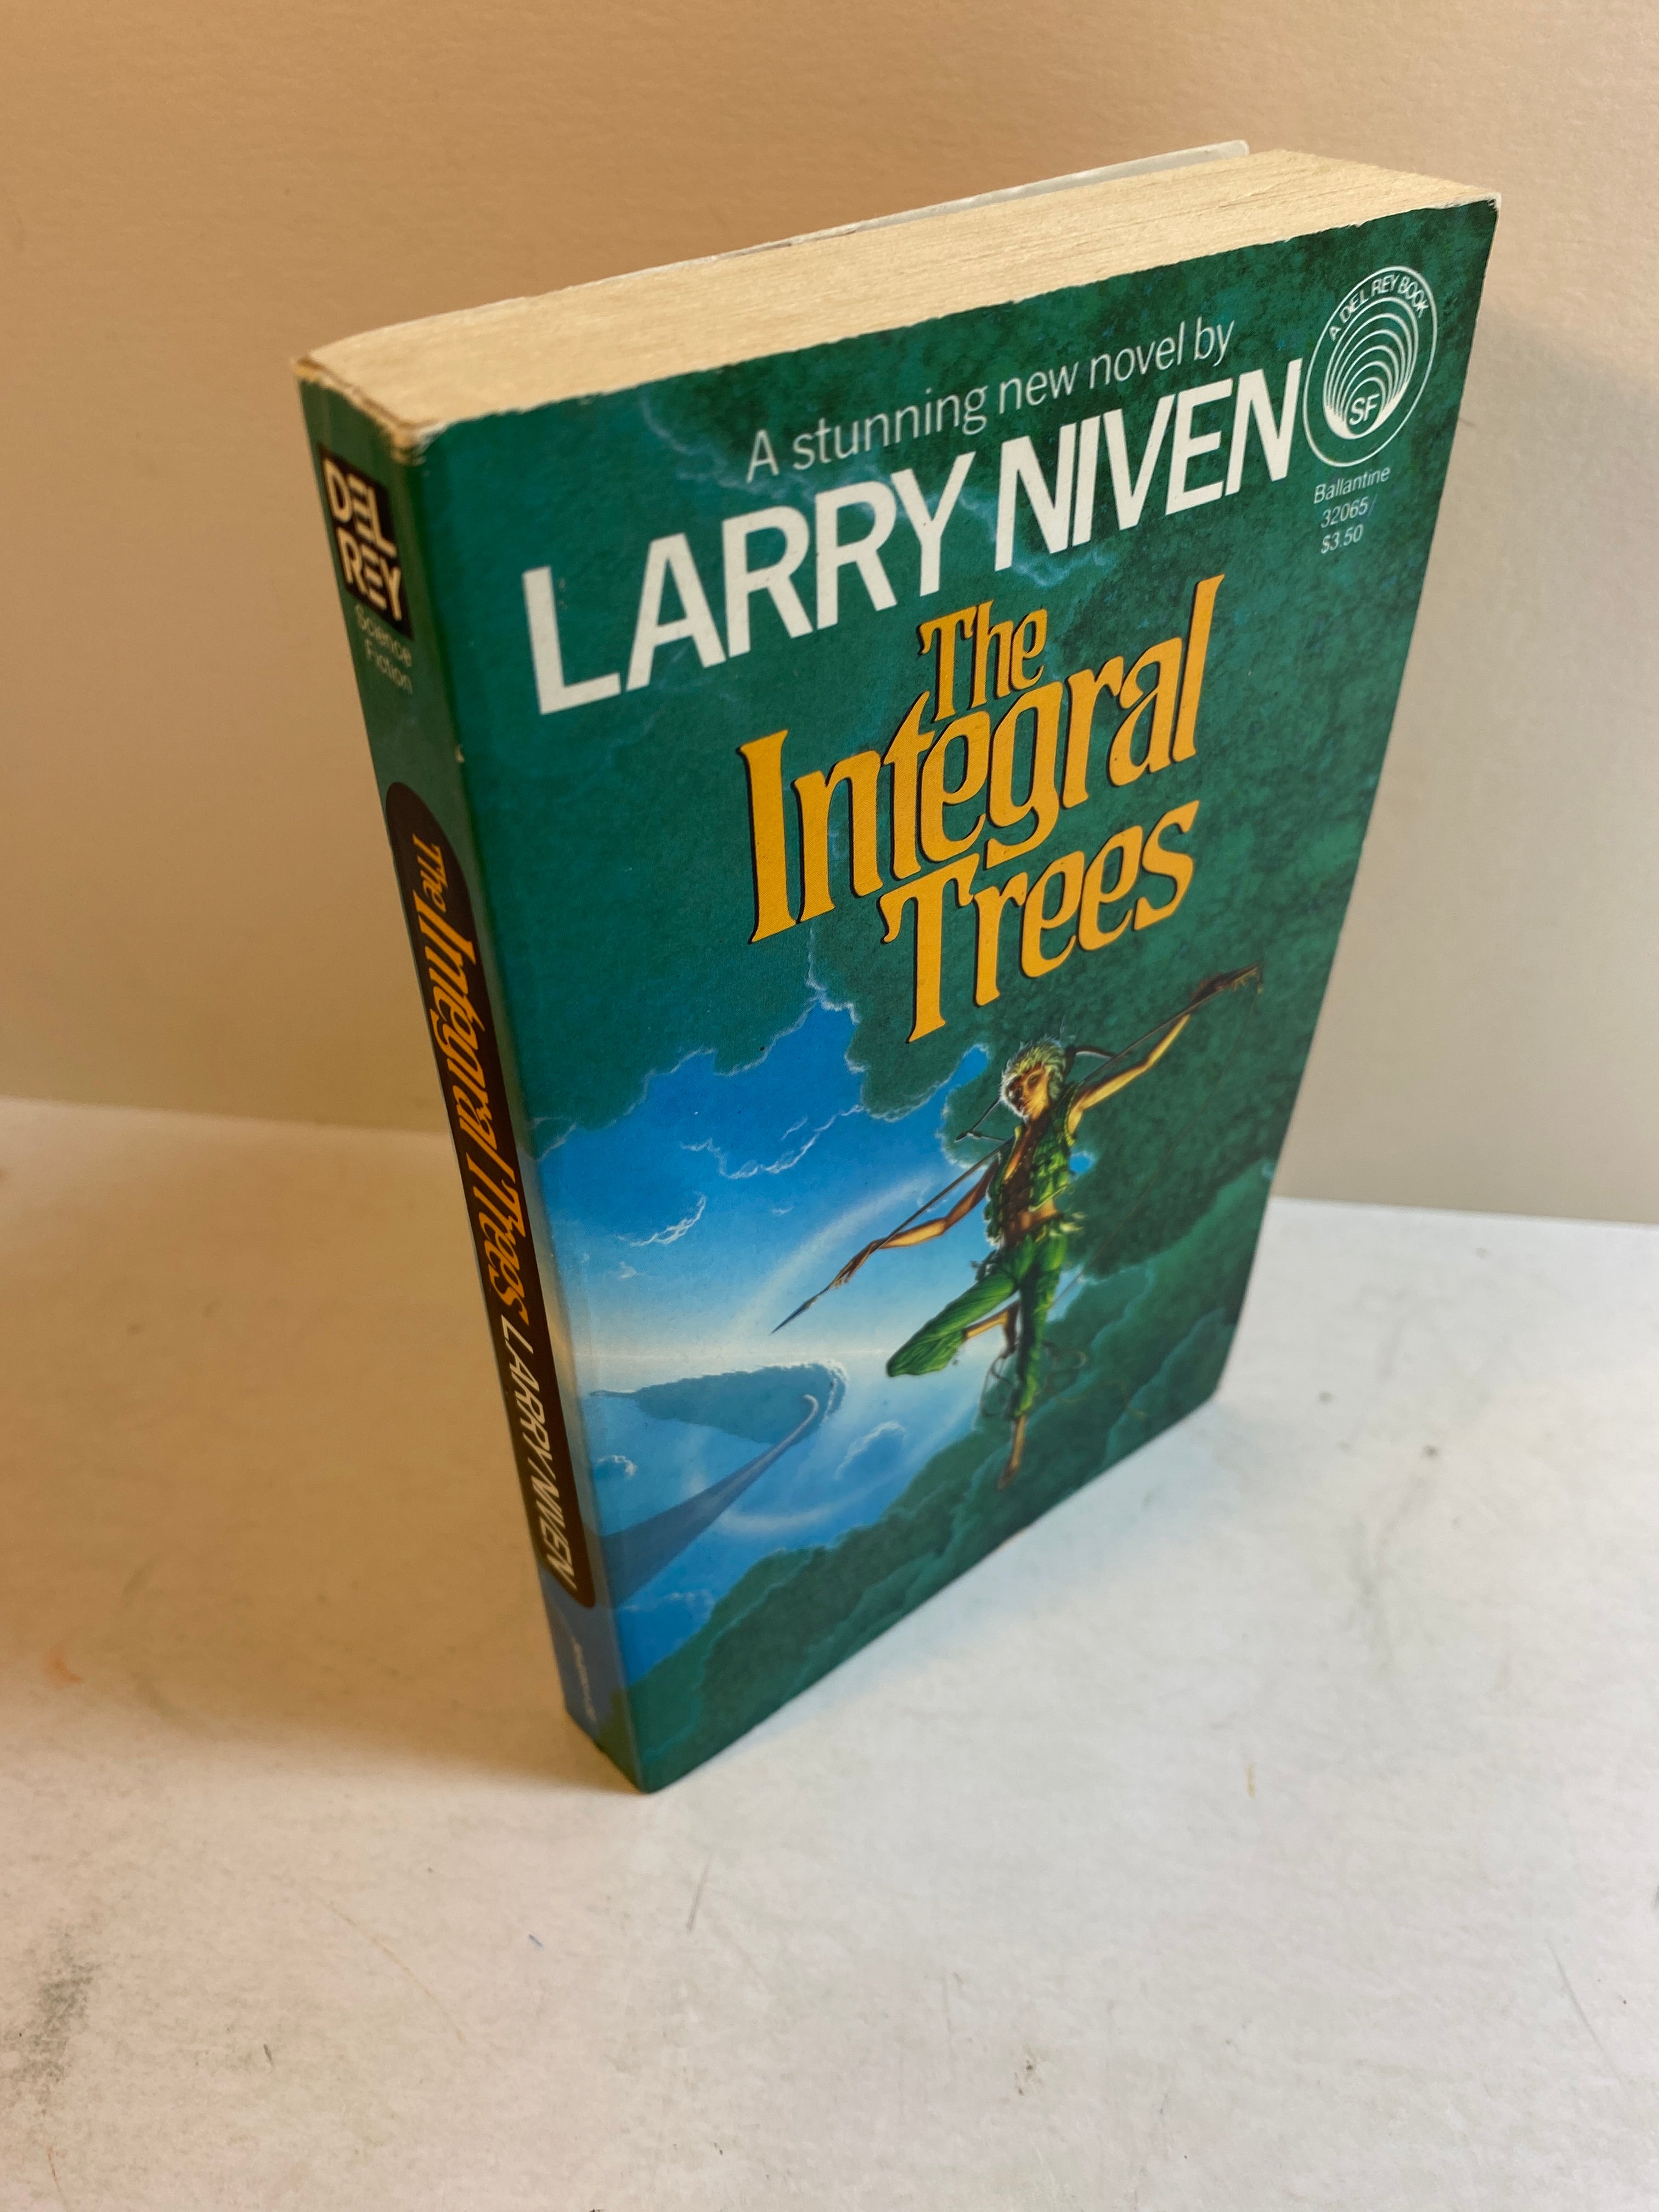 A stunning new novel by
LARRY NIVEN
A DEL REY BOOK
SF
Ballantine
32065/
$3.50
The
Integral
Trees
DEL
REY
Science
Fiction
The Integral Trees LARRY NIVEN